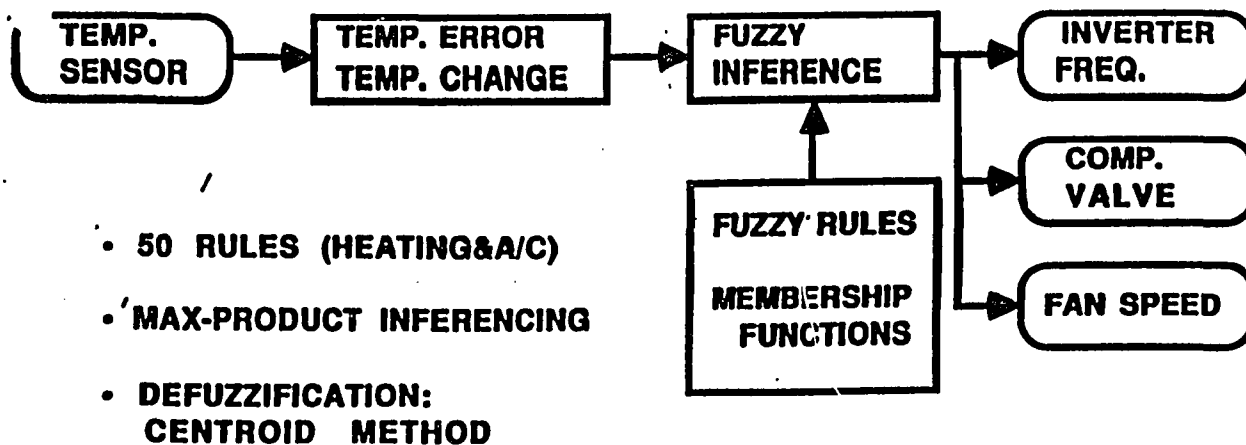 TEMP.
SENSOR
TEMP. ERROR
TEMP. CHANGE
FUZZY
INFERENCE
INVERTER
FREQ.
COMP.
VALVE
FAN SPEED
FUZZY RULES
MEMBERSHIP
FUNCTIONS
• 50 RULES (HEATING&A/C)
• MAX-PRODUCT INFERENCING
• DEFUZZIFICATION:
CENTROID METHOD